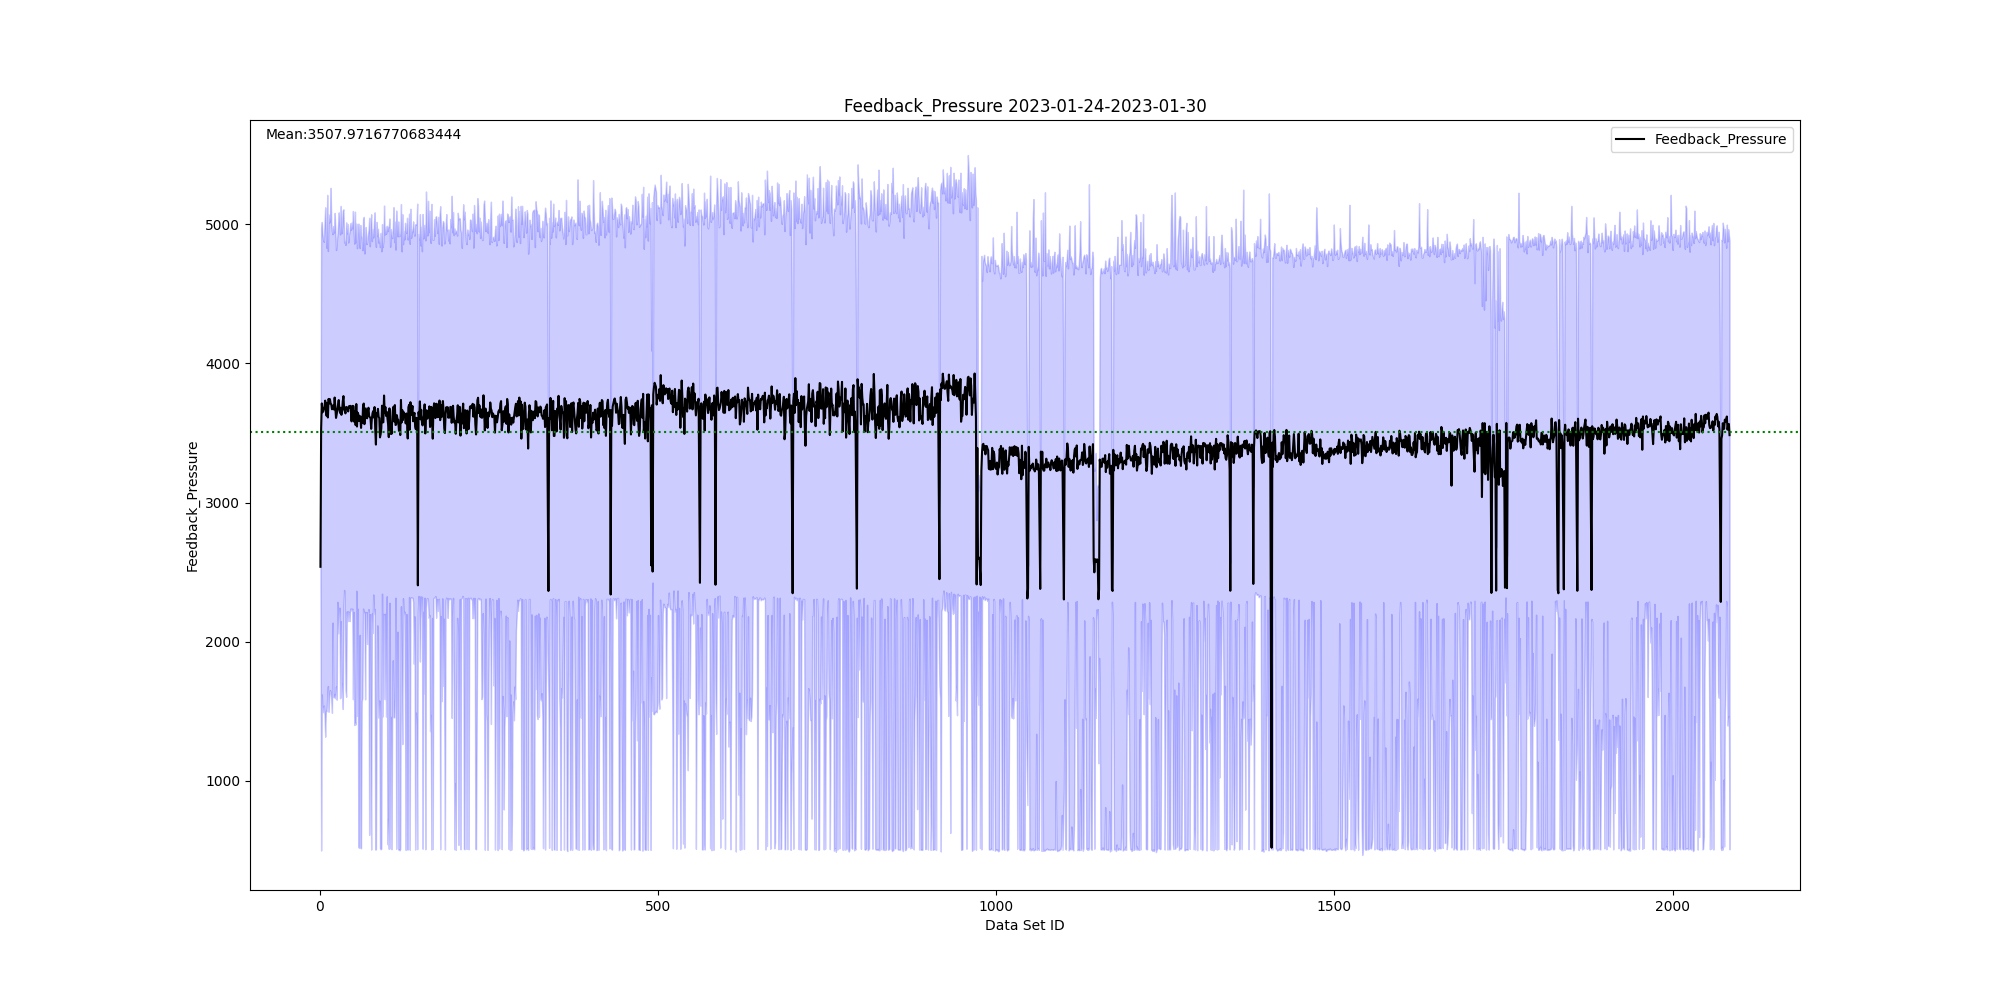 Feedback_Pressure 2023-01-24-2023-01-30
Mean:3507.9716770683444
Feedback_Pressure
Feedback_Pressure
5000
4000
3000
2000
1000
0
500
1000
1500
2000
Data Set ID